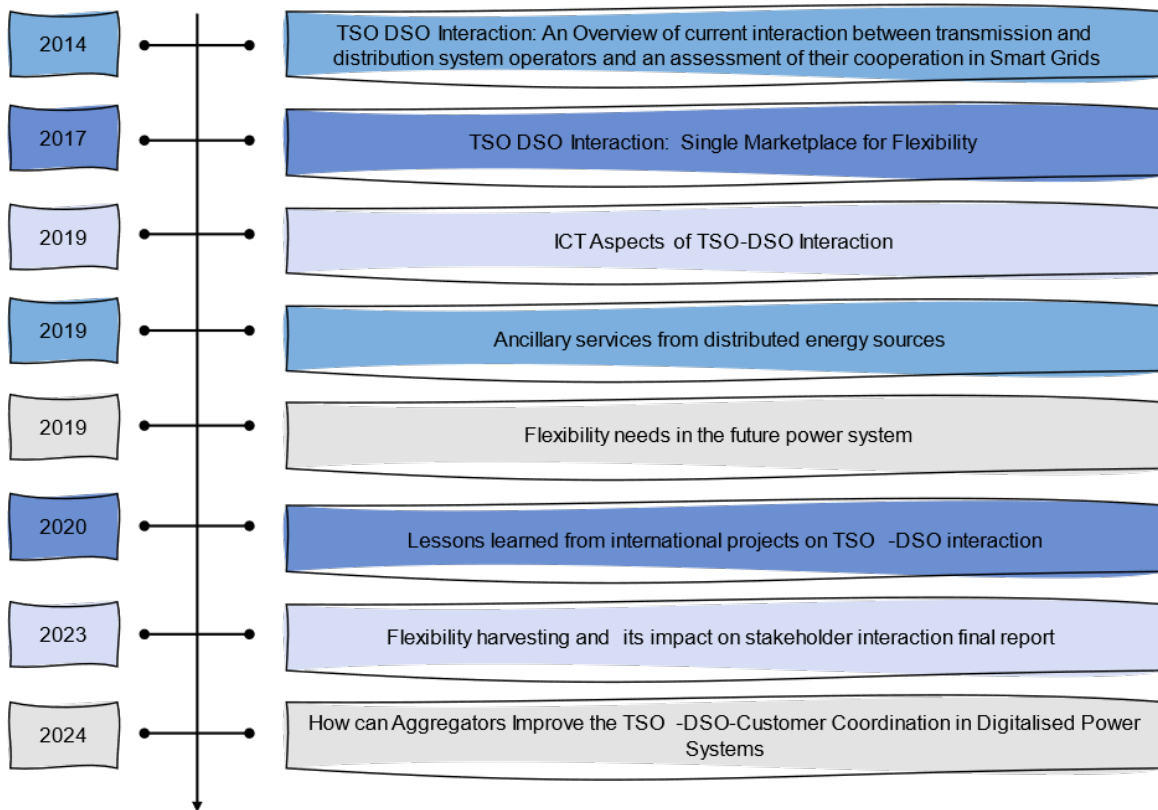 2014
TSO DSO Interaction: An Overview of current interaction between transmission and
distribution system operators and an assessment of their cooperation in Smart Grids
2017
TSO DSO Interaction: Single Marketplace for Flexibility
2019
ICT Aspects of TSO-DSO Interaction
2019
Ancillary services from distributed energy sources
2019
Flexibility needs in the future power system
2020
Lessons learned from international projects on TSO -DSO interaction
2023
Flexibility harvesting and its impact on stakeholder interaction final report
2024
How can Aggregators Improve the TSO -DSO-Customer Coordination in Digitalised Power
Systems